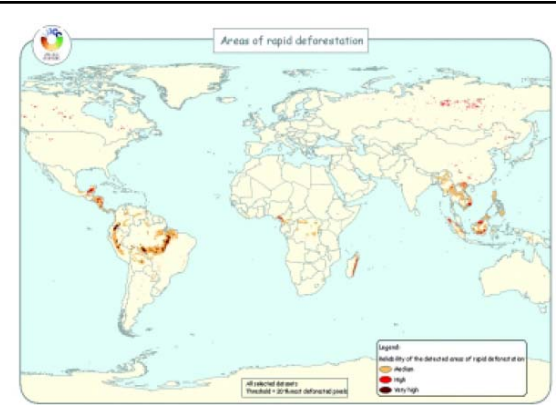 Areas of rapid deforestation
Legend:
Reliability of the detected areas of rapid deforestation
Median
High
Very high
All selected datasets
Threshold = 20% most deforested pixels